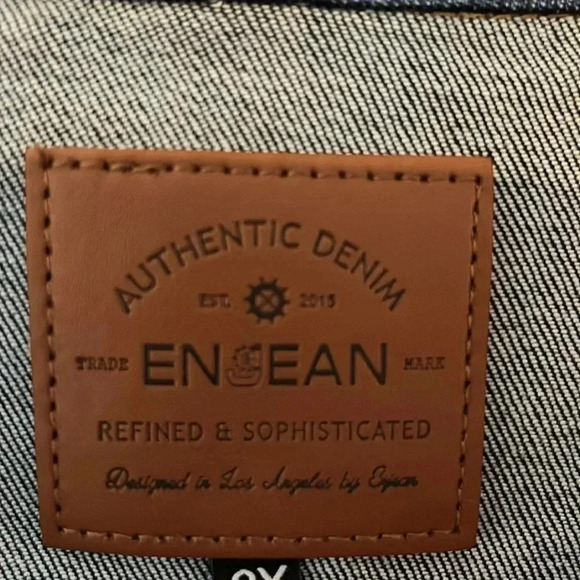 AUTHENTIC DENIM
EST. 2015
TRADE ENJEAN MARK
REFINED & SOPHISTICATED
Designed in Los Angeles by Enjean